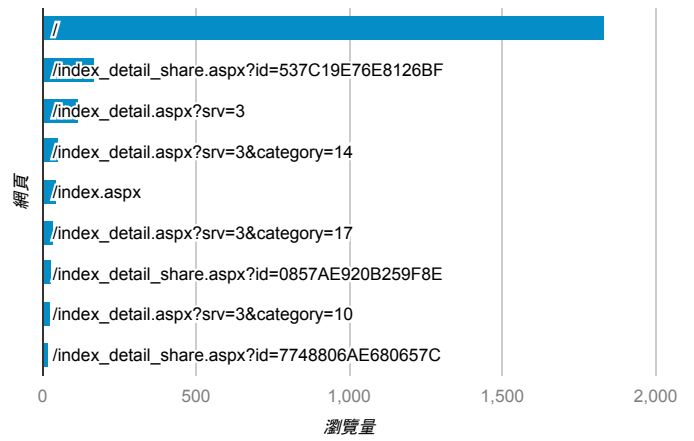 /
/index_detail_share.aspx?id=537C19E76E8126BF
/index_detail.aspx?srv=3
/index_detail.aspx?srv=3&category=14
/index.aspx
/index_detail.aspx?srv=3&category=17
/index_detail_share.aspx?id=0857AE920B259F8E
/index_detail.aspx?srv=3&category=10
/index_detail_share.aspx?id=7748806AE680657C
網頁
0 500 1,000 1,500 2,000
瀏覽量